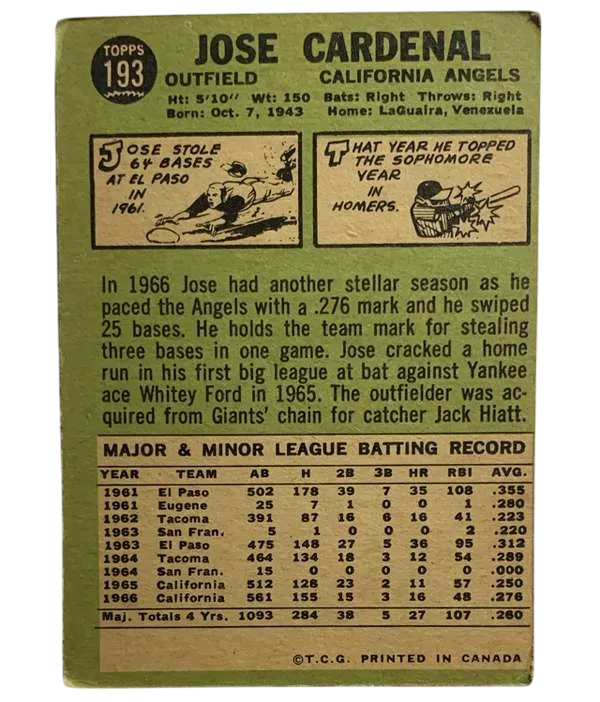 TOPPS
193
JOSE CARDENAL
OUTFIELD CALIFORNIA ANGELS
Ht: 5'10" Wt: 150 Bats: Right Throws: Right
Born: Oct. 7, 1943 Home: LaGuaira, Venezuela
JOSE STOLE
64 BASES
AT EL PASO
IN
1961.
THAT YEAR HE TOPPED
THE SOPHOMORE
YEAR
IN
HOMERS.
In 1966 Jose had another stellar season as he
paced the Angels with a .276 mark and he swiped
25 bases. He holds the team mark for stealing
three bases in one game. Jose cracked a home
run in his first big league at bat against Yankee
ace Whitey Ford in 1965. The outfielder was ac-
quired from Giants' chain for catcher Jack Hiatt.
MAJOR & MINOR LEAGUE BATTING RECORD
YEAR TEAM AB H 2B 3B HR RBI AVG.
1961 El Paso 502 178 39 7 35 108 .355
1961 Eugene 25 7 1 0 0 1 .280
1962 Tacoma 391 87 16 6 16 41 .223
1963 San Fran. 5 1 0 0 0 2 .220
1963 El Paso 475 148 27 5 36 95 .312
1964 Tacoma 464 134 18 3 12 54 .289
1964 San Fran. 15 0 0 0 0 0 .000
1965 California 512 128 23 2 11 57 .250
1966 California 561 155 15 3 16 48 .276
Maj. Totals 4 Yrs. 1093 284 38 5 27 107 .260
©T.C.G. PRINTED IN CANADA